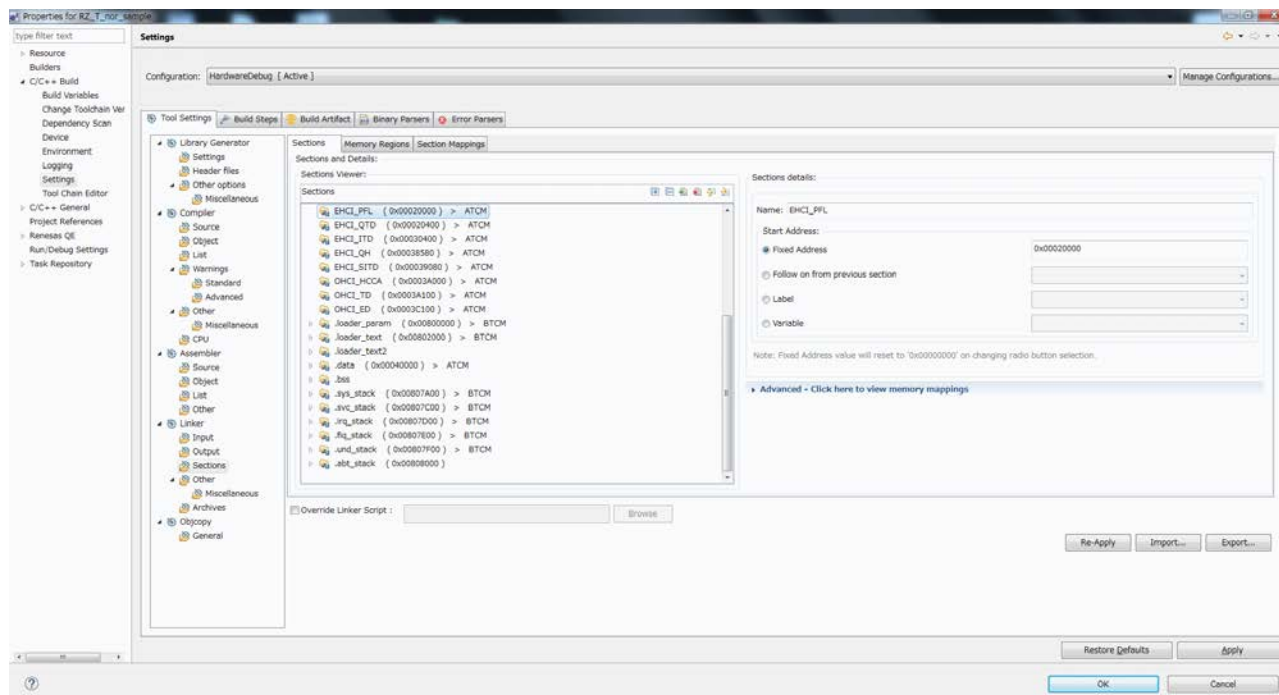 Properties for RZ_T_nor_sample
type filter text
Resource
Builders
C/C++ Build
Build Variables
Change Toolchain Ver
Dependency Scan
Device
Environment
Logging
Settings
Tool Chain Editor
C/C++ General
Project References
Renesas QE
Run/Debug Settings
Task Repository
Settings
Configuration: HardwareDebug [ Active ]
Manage Configurations...
Tool Settings Build Steps Build Artifact Binary Parsers Error Parsers
Library Generator
Settings
Header files
Other options
Miscellaneous
Compiler
Source
Object
List
Warnings
Standard
Advanced
Other
Miscellaneous
CPU
Assembler
Source
Object
List
Other
Linker
Input
Output
Sections
Other
Miscellaneous
Archives
Objcopy
General
Sections Memory Regions Section Mappings
Sections and Details:
Sections Viewer:
Sections
EHCI_PFL ( 0x00020000 ) > ATCM
EHCI_QTD ( 0x00020400 ) > ATCM
EHCI_ITD ( 0x00030400 ) > ATCM
EHCI_QH ( 0x00038580 ) > ATCM
EHCI_SITD ( 0x00039080 ) > ATCM
OHCI_HCCA ( 0x0003A000 ) > ATCM
OHCI_TD ( 0x0003A100 ) > ATCM
OHCI_ED ( 0x0003C100 ) > ATCM
.loader_param ( 0x00800000 ) > BTCM
.loader_text ( 0x00802000 ) > BTCM
.loader_text2
.data ( 0x00040000 ) > ATCM
.bss
.sys_stack ( 0x00807A00 ) > BTCM
.svc_stack ( 0x00807C00 ) > BTCM
.irq_stack ( 0x00807D00 ) > BTCM
.fiq_stack ( 0x00807E00 ) > BTCM
.und_stack ( 0x00807F00 ) > BTCM
.abt_stack ( 0x00808000 )
Sections details:
Name: EHCI_PFL
Start Address:
Fixed Address 0x00020000
Follow on from previous section
Label
Variable
Note: Fixed Address value will reset to '0x00000000' on changing radio button selection.
Advanced - Click here to view memory mappings
Override Linker Script : Browse
Re-Apply Import... Export...
Restore Defaults Apply
OK Cancel